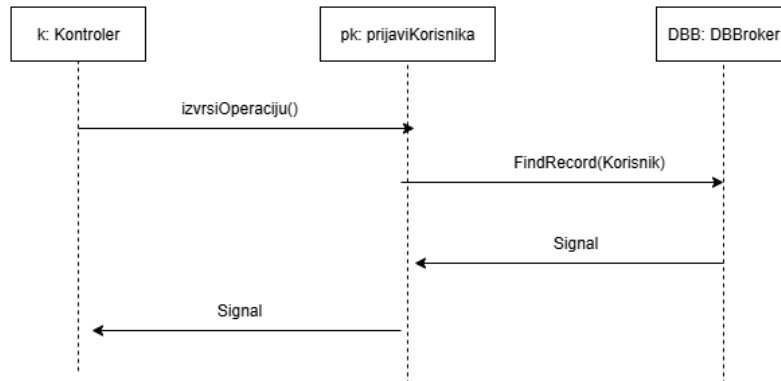 k: Kontroler
pk: prijaviKorisnika
DBB: DBBroker
izvrsiOperaciju()
FindRecord(Korisnik)
Signal
Signal